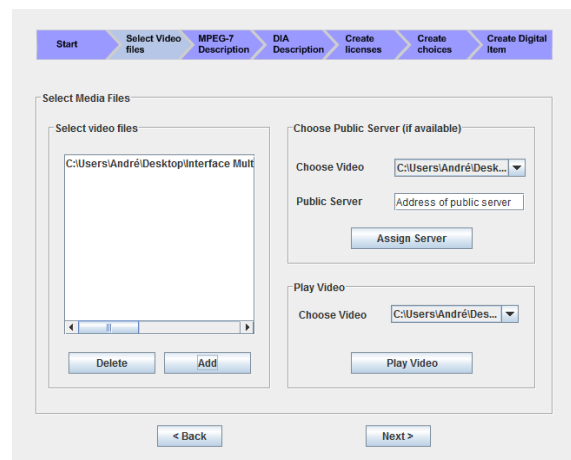 Start
Select Video
files
MPEG-7
Description
DIA
Description
Create
licenses
Create
choices
Create Digital
Item
Select Media Files
Select video files
C:\Users\André\Desktop\Interface Mult
Delete
Add
Choose Public Server (if available)
Choose Video
C:\Users\André\Desk...
Public Server
Address of public server
Assign Server
Play Video
Choose Video
C:\Users\André\Des...
Play Video
< Back
Next >